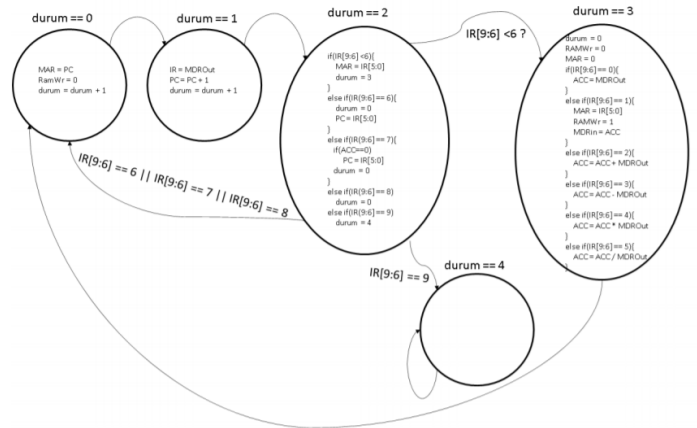 durum == 0
MAR = PC
RamWr = 0
durum = durum + 1
durum == 1
IR = MDROut
PC = PC + 1
durum = durum + 1
durum == 2
if(IR[9:6] <6){
MAR = IR[5:0]
durum = 3
}
else if(IR[9:6] == 6){
durum = 0
PC = IR[5:0]
}
else if(IR[9:6] == 7){
if(ACC==0)
PC = IR[5:0]
durum = 0
}
else if(IR[9:6] == 8)
durum = 0
else if(IR[9:6] == 9)
durum = 4
IR[9:6] <6 ?
durum == 3
durum = 0
RAMWr = 0
MAR = 0
if(IR[9:6] == 0){
ACC = MDROut
}
else if(IR[9:6] == 1){
MAR = IR[5:0]
RAMWr = 1
MDRin = ACC
}
else if(IR[9:6] == 2){
ACC = ACC + MDROut
}
else if(IR[9:6] == 3){
ACC = ACC - MDROut
}
else if(IR[9:6] == 4){
ACC = ACC * MDROut
}
else if(IR[9:6] == 5){
ACC = ACC / MDROut
}
IR[9:6] == 6 || IR[9:6] == 7 || IR[9:6] == 8
IR[9:6] == 9
durum == 4